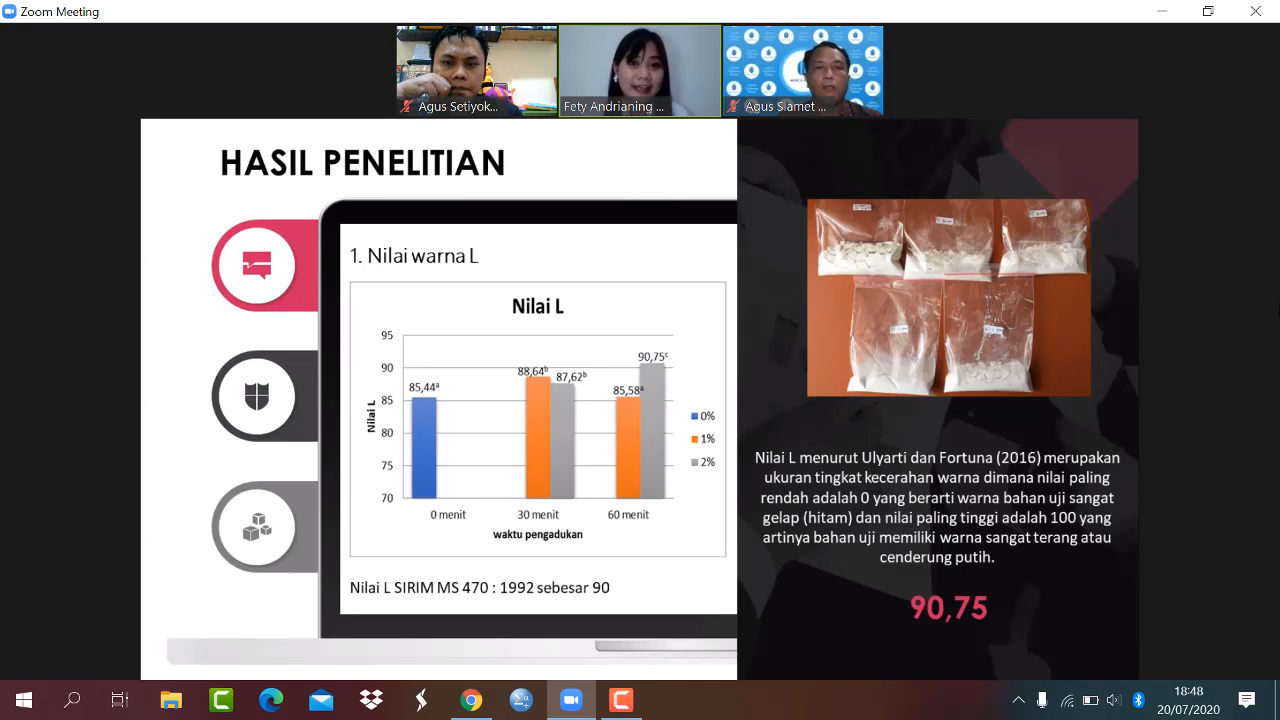 Zoom Meeting
Agus Setiyok...
Fety Andrianing ...
Agus Slamet ...
HASIL PENELITIAN
1. Nilai warna L
Nilai L
95
90
85
80
75
70
Nilai L
85,44ᵃ
88,64ᵇ
87,62ᵇ
85,58ᵃ
90,75ᶜ
0%
1%
2%
0 menit 30 menit 60 menit
waktu pengadukan
Nilai L SIRIM MS 470 : 1992 sebesar 90
Nilai L menurut Ulyarti dan Fortuna (2016) merupakan
ukuran tingkat kecerahan warna dimana nilai paling
rendah adalah 0 yang berarti warna bahan uji sangat
gelap (hitam) dan nilai paling tinggi adalah 100 yang
artinya bahan uji memiliki warna sangat terang atau
cenderung putih.
90,75
18:48
20/07/2020